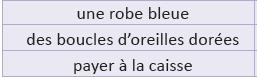 une robe bleue
des boucles d’oreilles dorées
payer à la caisse